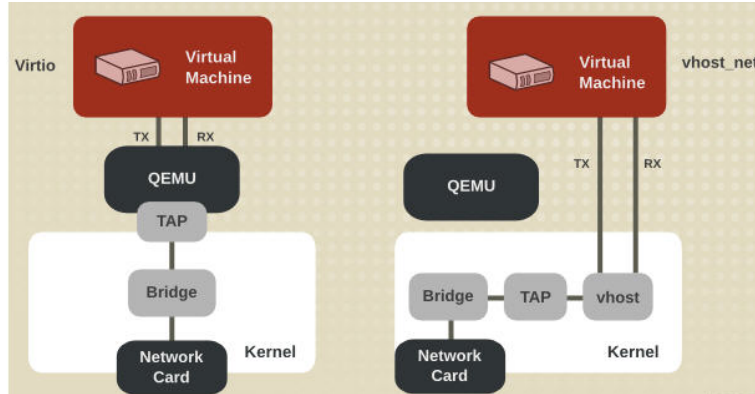 Virtio
Virtual
Machine
TX
RX
QEMU
TAP
Bridge
Network
Card
Kernel
Virtual
Machine
vhost_net
TX
RX
QEMU
Bridge
TAP
vhost
Network
Card
Kernel